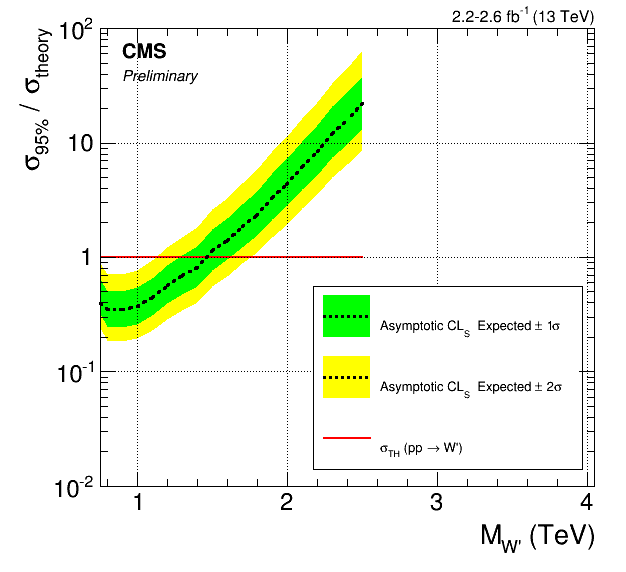 2.2-2.6 fb⁻¹ (13 TeV)
CMS
Preliminary
σ95% / σtheory
10²
10
1
10⁻¹
10⁻²
Asymptotic CLS Expected ± 1σ
Asymptotic CLS Expected ± 2σ
σTH (pp → W')
1 2 3 4
MW' (TeV)